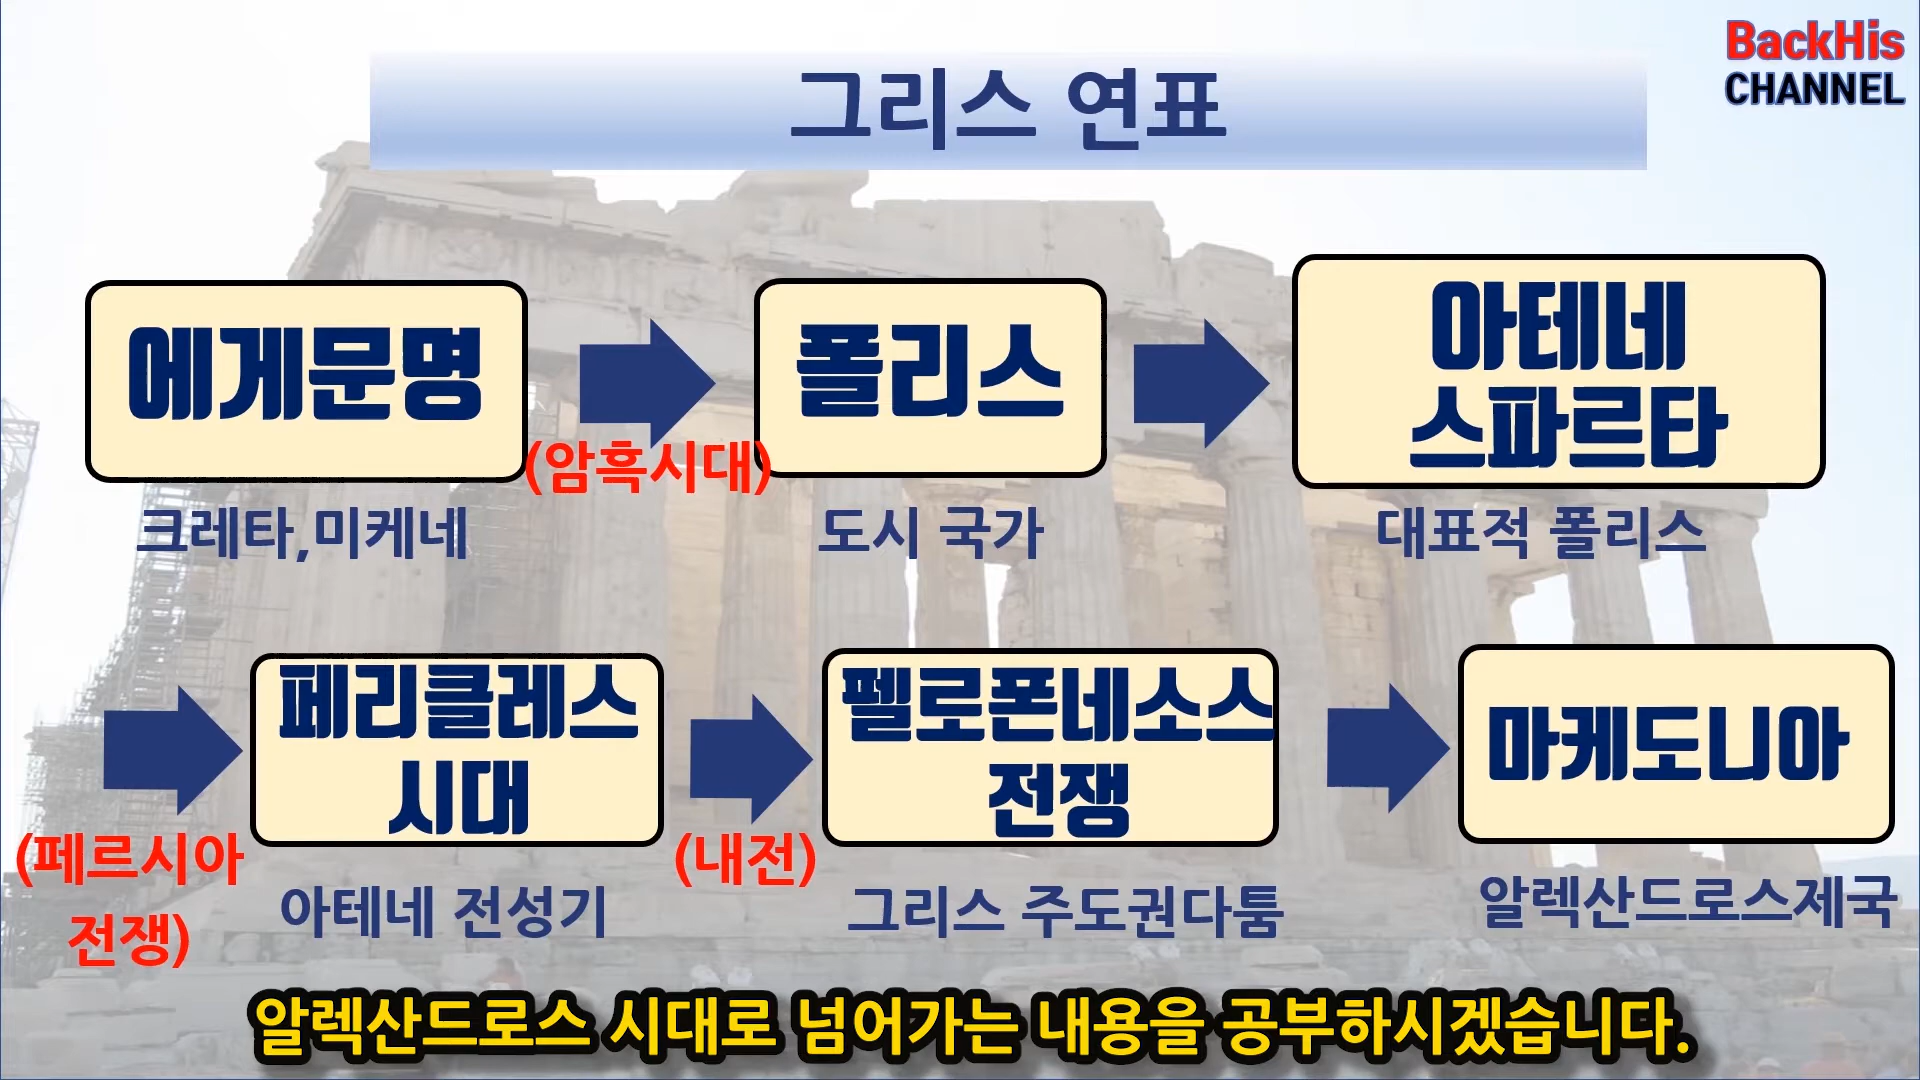 BackHis
CHANNEL
그리스 연표
에게문명
(암흑시대)
폴리스
아테네
스파르타
크레타,미케네
도시 국가
대표적 폴리스
(페르시아
전쟁)
페리클레스
시대
(내전)
펠로폰네소스
전쟁
마케도니아
아테네 전성기
그리스 주도권다툼
알렉산드로스제국
알렉산드로스 시대로 넘어가는 내용을 공부하시겠습니다.